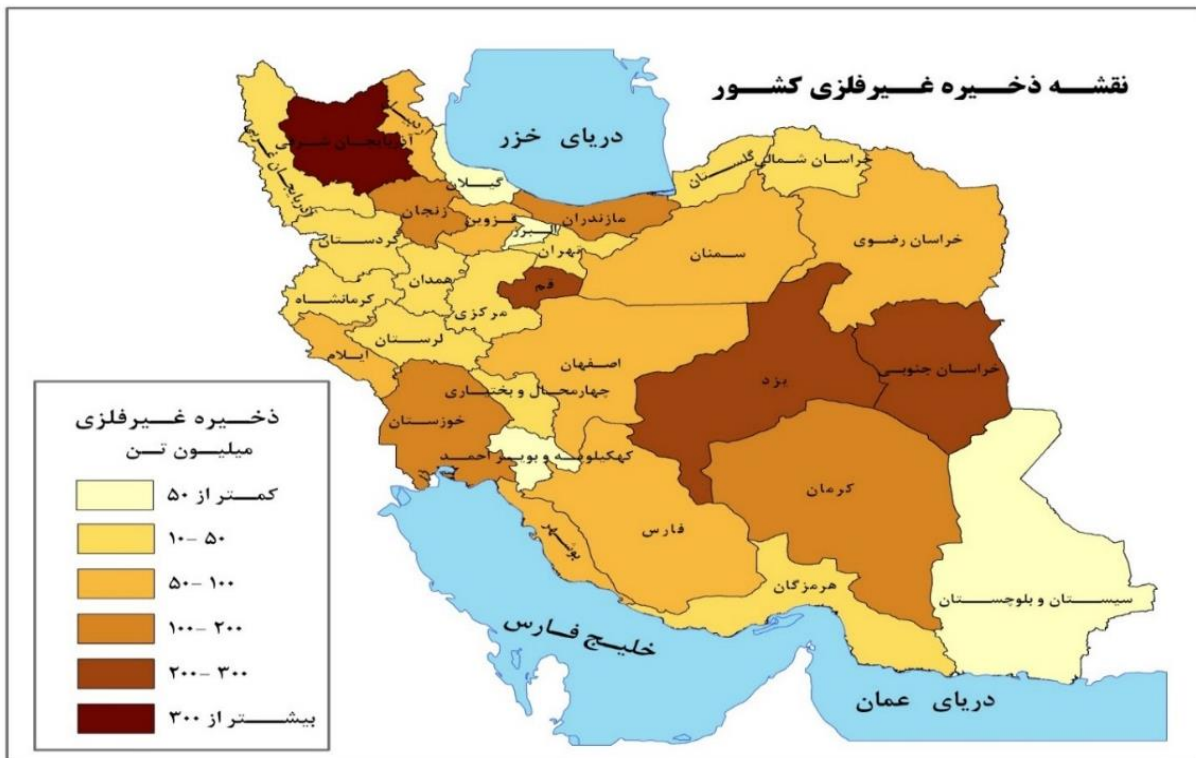 نقشه ذخیره غیرفلزی کشور
دریای خزر
آذربایجان شرقی
آذربایجان غربی
گیلان
زنجان
قزوین
البرز
مازندران
تهران
گلستان
خراسان شمالی
خراسان رضوی
سمنان
کردستان
همدان
کرمانشاه
مرکزی
قم
لرستان
ایلام
اصفهان
چهارمحال و بختیاری
یزد
خراسان جنوبی
خوزستان
کهکیلویه و بویر احمد
کرمان
فارس
بوشهر
هرمزگان
سیستان و بلوچستان
خلیج فارس
دریای عمان
ذخیره غیرفلزی
میلیون تن
کمتر از ۵۰
۱۰–۵۰
۵۰–۱۰۰
۱۰۰–۲۰۰
۲۰۰–۳۰۰
بیشتر از ۳۰۰